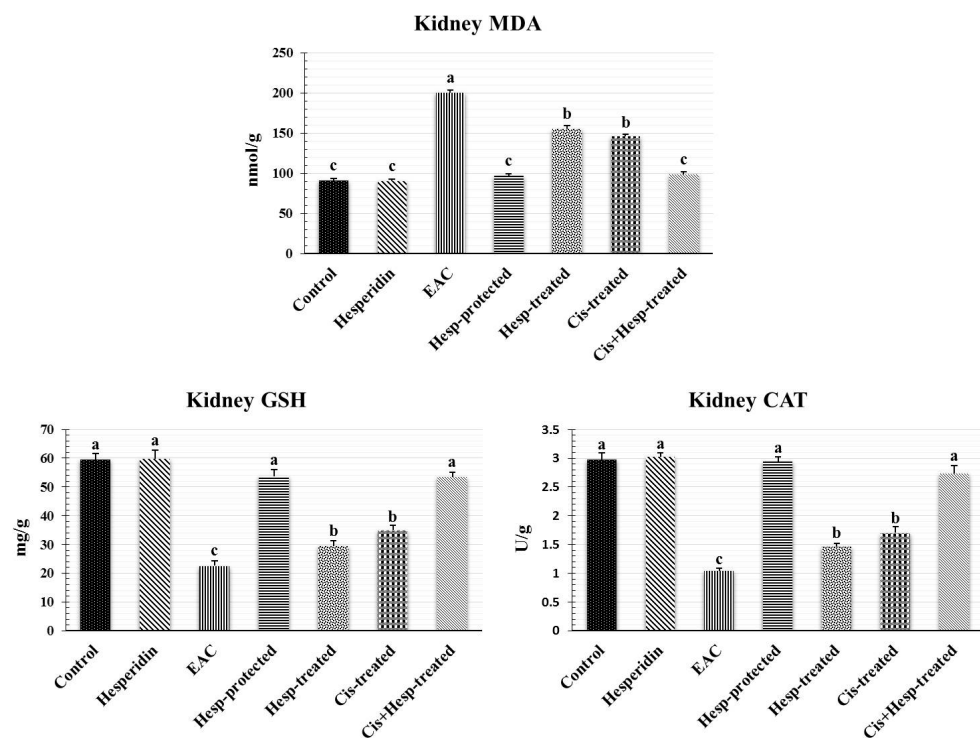 Kidney MDA
nmol/g
250
200
150
100
50
0
c
c
a
c
b
b
c
Control
Hesperidin
EAC
Hesp-protected
Hesp-treated
Cis-treated
Cis+Hesp-treated
Kidney GSH
mg/g
70
60
50
40
30
20
10
0
a
a
c
a
b
b
a
Control
Hesperidin
EAC
Hesp-protected
Hesp-treated
Cis-treated
Cis+Hesp-treated
Kidney CAT
U/g
3.5
3
2.5
2
1.5
1
0.5
0
a
a
c
a
b
b
a
Control
Hesperidin
EAC
Hesp-protected
Hesp-treated
Cis-treated
Cis+Hesp-treated